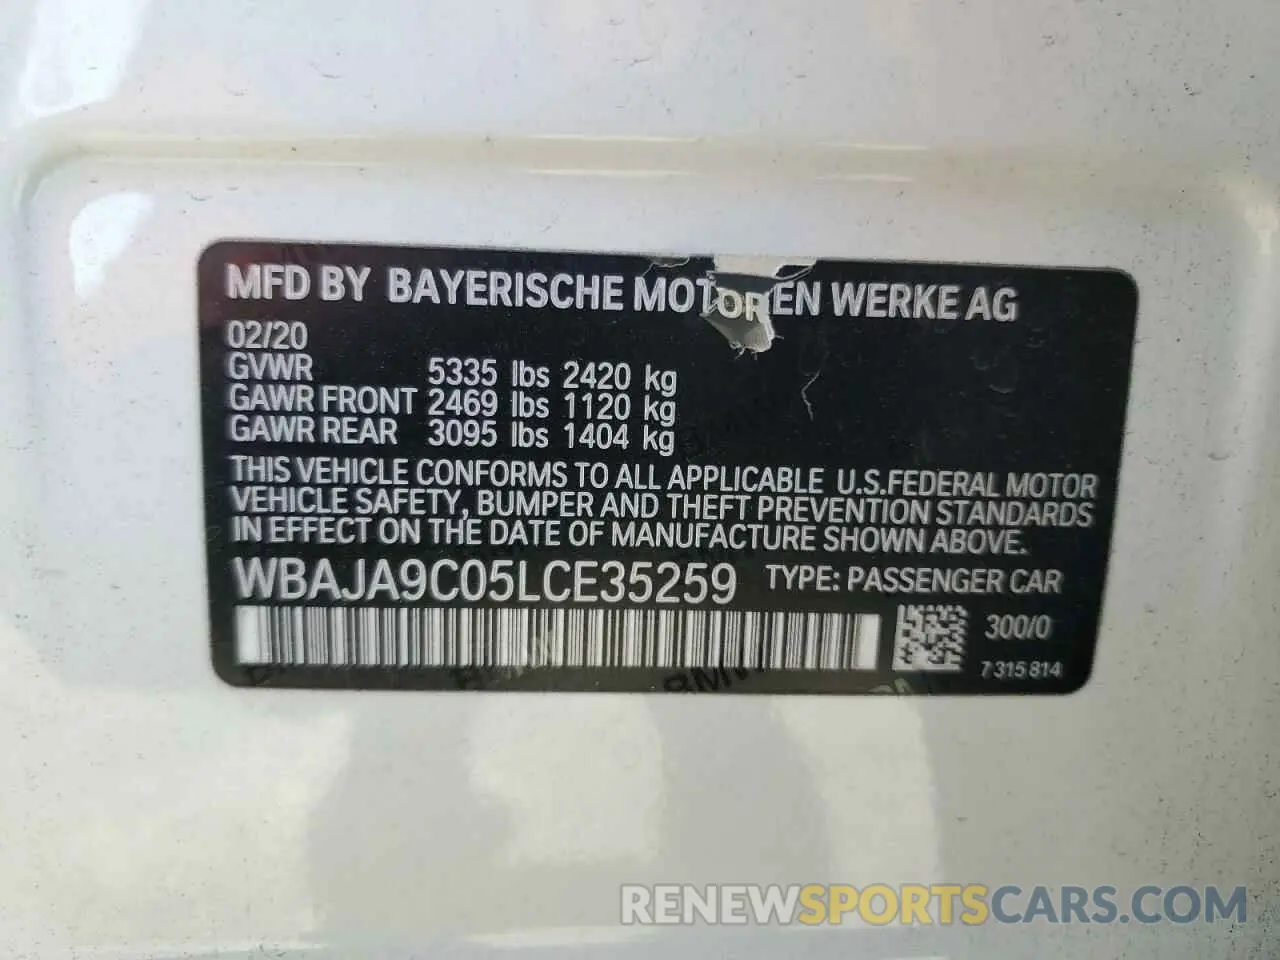 MFD BY BAYERISCHE MOTOREN WERKE AG
02/20
GVWR 5335 lbs 2420 kg
GAWR FRONT 2469 lbs 1120 kg
GAWR REAR 3095 lbs 1404 kg
THIS VEHICLE CONFORMS TO ALL APPLICABLE U.S.FEDERAL MOTOR
VEHICLE SAFETY, BUMPER AND THEFT PREVENTION STANDARDS
IN EFFECT ON THE DATE OF MANUFACTURE SHOWN ABOVE.
WBAJA9C05LCE35259 TYPE: PASSENGER CAR
300/0
7315814
BMW
RENEWSPORTSCARS.COM